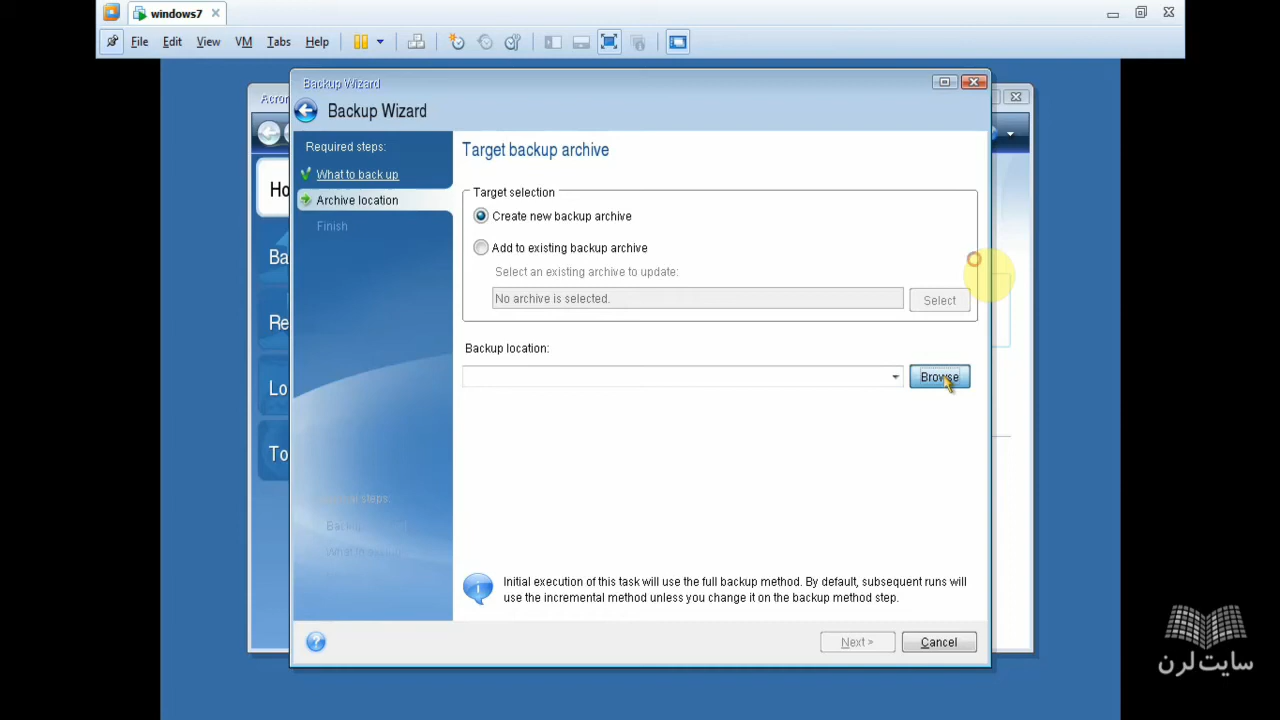 windows7
File Edit View VM Tabs Help
Backup Wizard
Backup Wizard
Required steps:
What to back up
Archive location
Finish
Target backup archive
Target selection
Create new backup archive
Add to existing backup archive
Select an existing archive to update:
No archive is selected.
Select
Backup location:
Browse
Initial execution of this task will use the full backup method. By default, subsequent runs will
use the incremental method unless you change it on the backup method step.
Next >
Cancel
سایت لرن